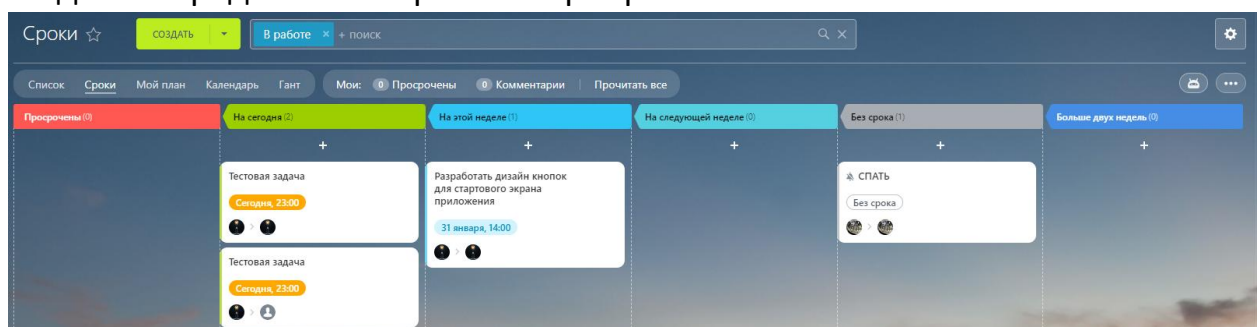 Сроки
СОЗДАТЬ
В работе × + поиск
Список Сроки Мой план Календарь Гант Мои: 0 Просрочены 0 Комментарии Прочитать все
Просрочены (0) На сегодня (2) На этой неделе (1) На следующей неделе (0) Без срока (1) Больше двух недель (0)
+ + + + +
Тестовая задача
Сегодня, 23:00
Тестовая задача
Сегодня, 23:00
Разработать дизайн кнопок
для стартового экрана
приложения
31 января, 14:00
СПАТЬ
Без срока